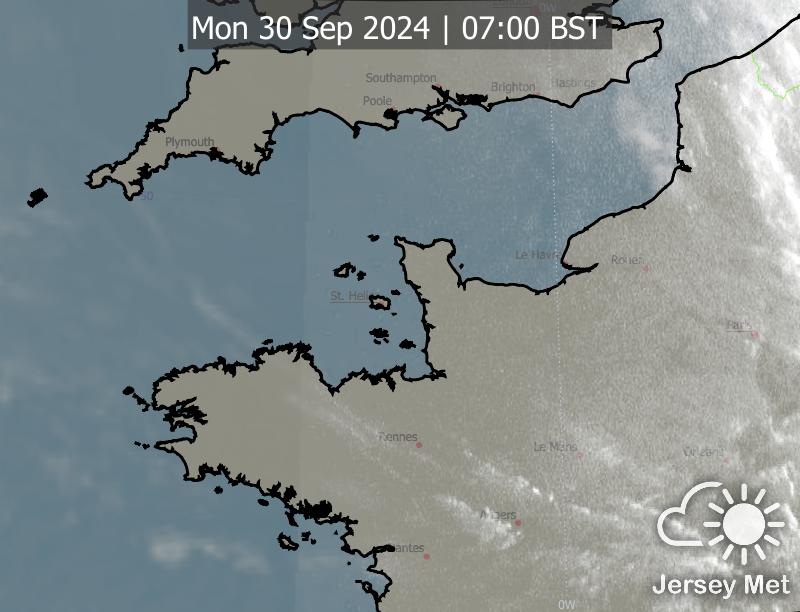 0W
Mon 30 Sep 2024 | 07:00 BST
Southampton
Brighton
Hastings
Poole
Plymouth
50
Le Havre
Rouen
St. Helier
Paris
Rennes
Le Mans
Orleans
Angers
Nantes
Jersey Met
0W